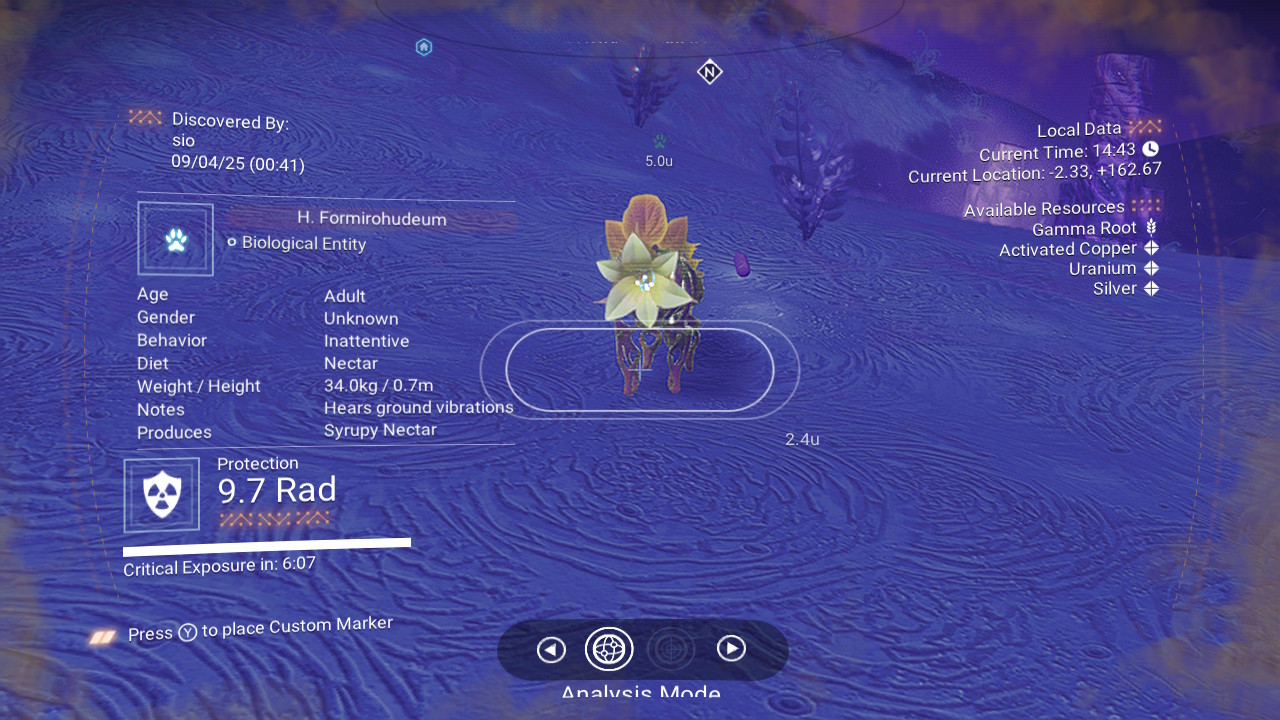 N
5.0u
Discovered By:
sio
09/04/25 (00:41)
H. Formirohudeum
Biological Entity
Age Adult
Gender Unknown
Behavior Inattentive
Diet Nectar
Weight / Height 34.0kg / 0.7m
Notes Hears ground vibrations
Produces Syrupy Nectar
Protection
9.7 Rad
Critical Exposure in: 6:07
Press Y to place Custom Marker
Local Data
Current Time: 14:43
Current Location: -2.33, +162.67
Available Resources
Gamma Root
Activated Copper
Uranium
Silver
2.4u
Analysis Mode